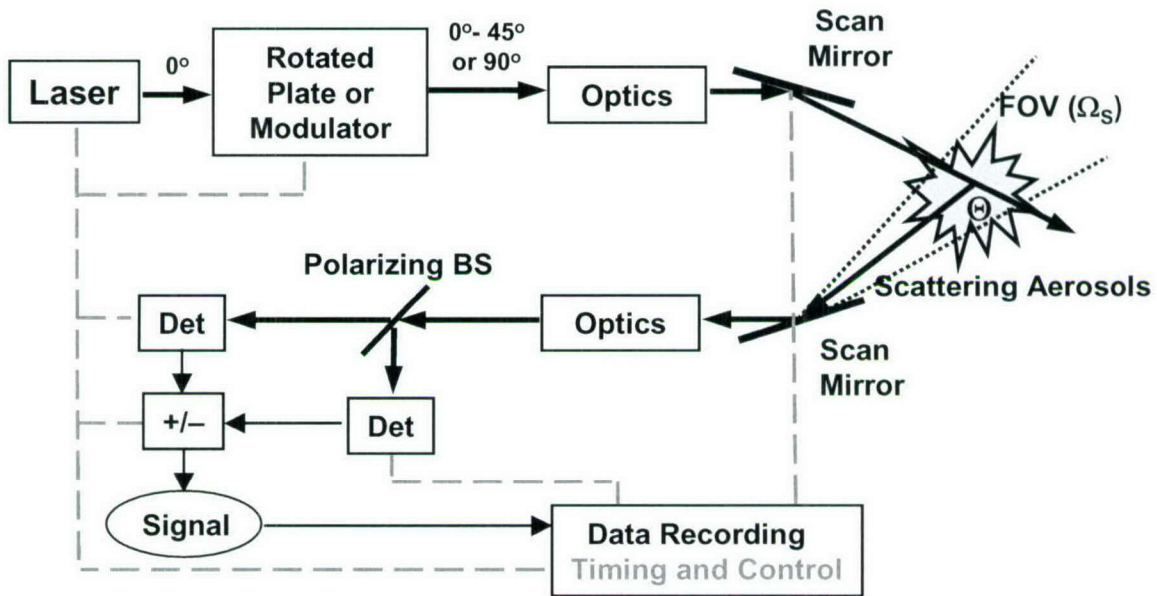 Laser
0°
Rotated
Plate or
Modulator
0°- 45°
or 90°
Optics
Scan
Mirror
FOV (Ωs)
Θ
Scattering Aerosols
Scan
Mirror
Optics
Polarizing BS
Det
Det
+/–
Signal
Data Recording
Timing and Control